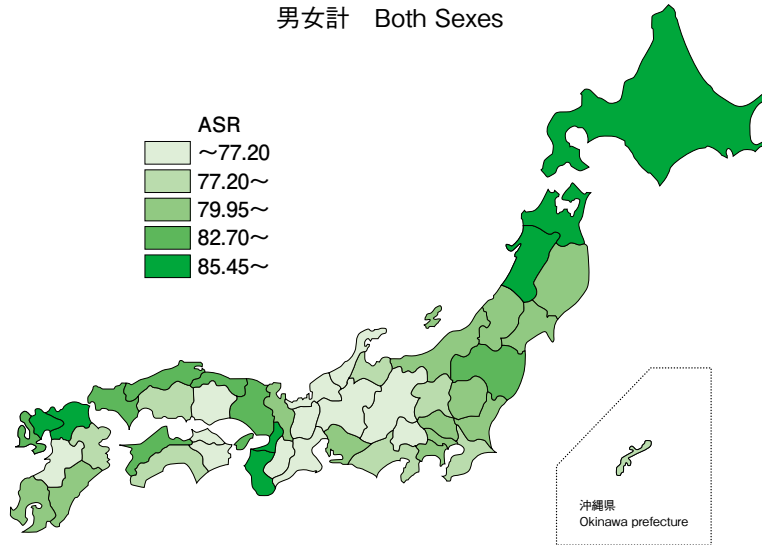 男女計　Both Sexes
ASR
～77.20
77.20～
79.95～
82.70～
85.45～
沖縄県
Okinawa prefecture